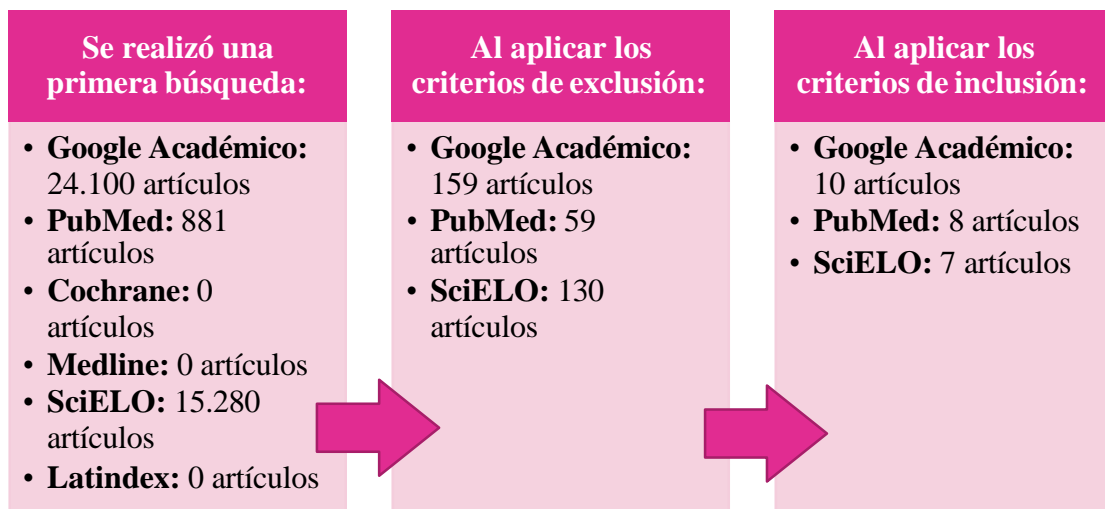 Se realizó una
primera búsqueda:
• Google Académico:
24.100 artículos
• PubMed: 881
artículos
• Cochrane: 0
artículos
• Medline: 0 artículos
• SciELO: 15.280
artículos
• Latindex: 0 artículos
Al aplicar los
criterios de exclusión:
• Google Académico:
159 artículos
• PubMed: 59
artículos
• SciELO: 130
artículos
Al aplicar los
criterios de inclusión:
• Google Académico:
10 artículos
• PubMed: 8 artículos
• SciELO: 7 artículos